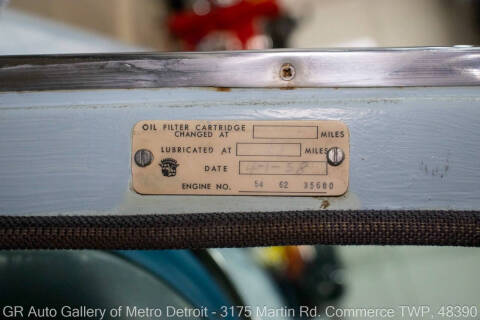 OIL FILTER CARTRIDGE
CHANGED AT MILES
LUBRICATED AT MILES
DATE
ENGINE NO. 54 62 35680
GR Auto Gallery of Metro Detroit - 3175 Martin Rd. Commerce TWP, 48390